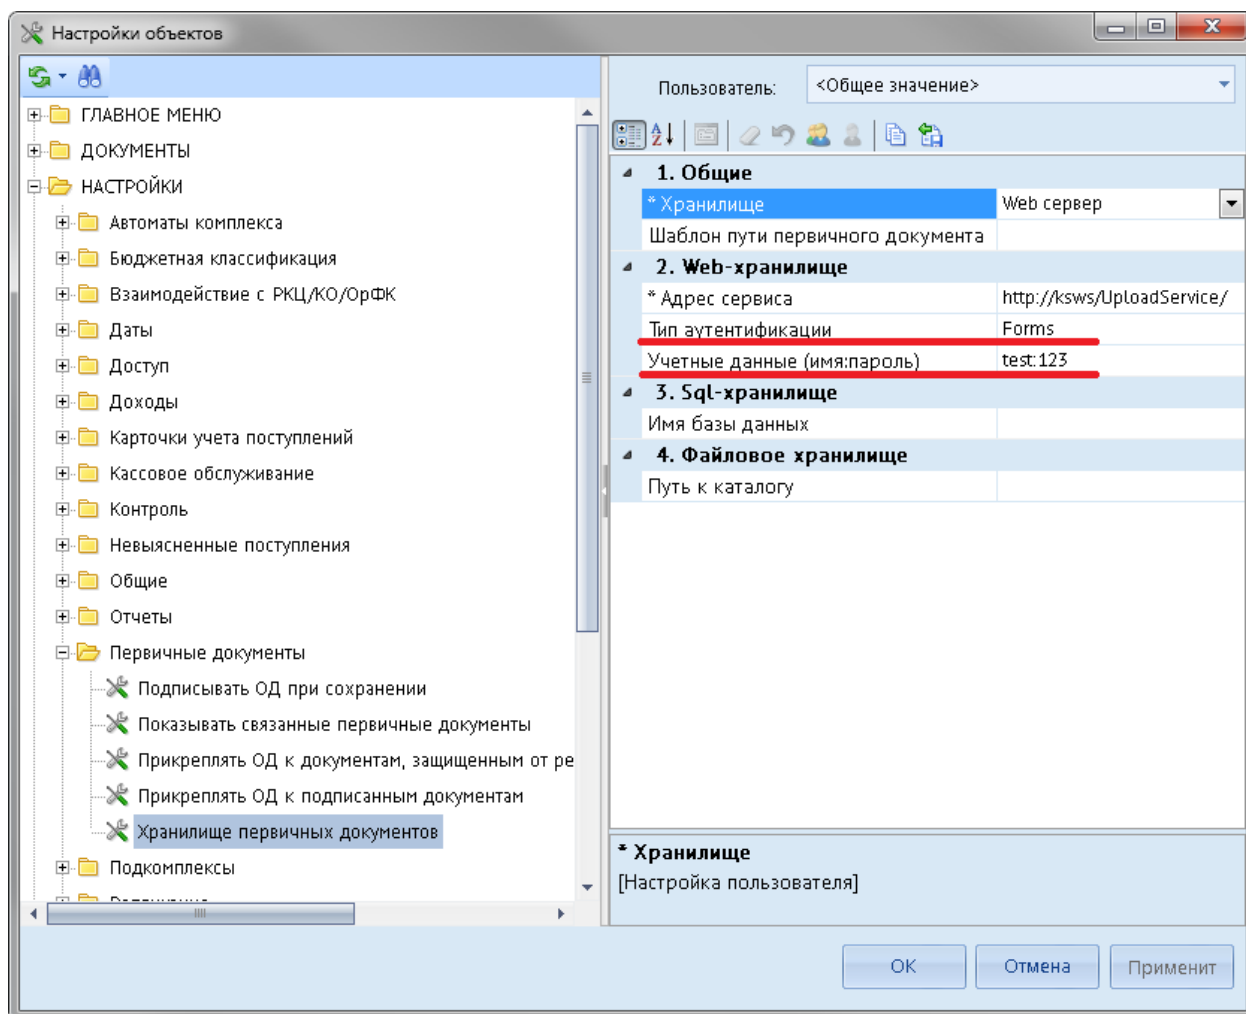 Настройки объектов
ГЛАВНОЕ МЕНЮ
ДОКУМЕНТЫ
НАСТРОЙКИ
Автоматы комплекса
Бюджетная классификация
Взаимодействие с РКЦ/КО/ОрФК
Даты
Доступ
Доходы
Карточки учета поступлений
Кассовое обслуживание
Контроль
Невыясненные поступления
Общие
Отчеты
Первичные документы
Подписывать ОД при сохранении
Показывать связанные первичные документы
Прикреплять ОД к документам, защищенным от ре
Прикреплять ОД к подписанным документам
Хранилище первичных документов
Подкомплексы
Пользователь: <Общее значение>
1. Общие
* Хранилище Web сервер
Шаблон пути первичного документа
2. Web-хранилище
* Адрес сервиса http://ksws/UploadService/
Тип аутентификации Forms
Учетные данные (имя:пароль) test:123
3. Sql-хранилище
Имя базы данных
4. Файловое хранилище
Путь к каталогу
* Хранилище
[Настройка пользователя]
ОК Отмена Применит